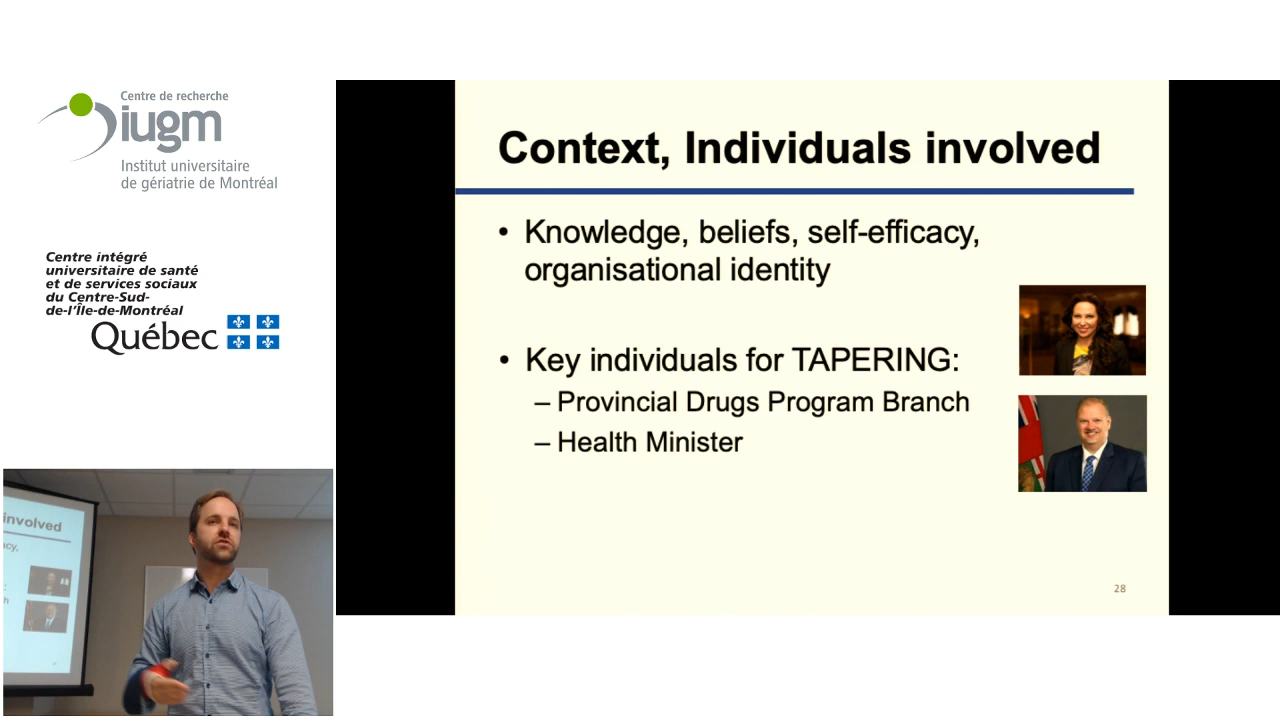 Centre de recherche
iugm
Institut universitaire
de gériatrie de Montréal
Centre intégré
universitaire de santé
et de services sociaux
du Centre-Sud-
de-l'Île-de-Montréal
Québec
Context, Individuals involved
• Knowledge, beliefs, self-efficacy,
organisational identity
• Key individuals for TAPERING:
– Provincial Drugs Program Branch
– Health Minister
28
involved
acy,